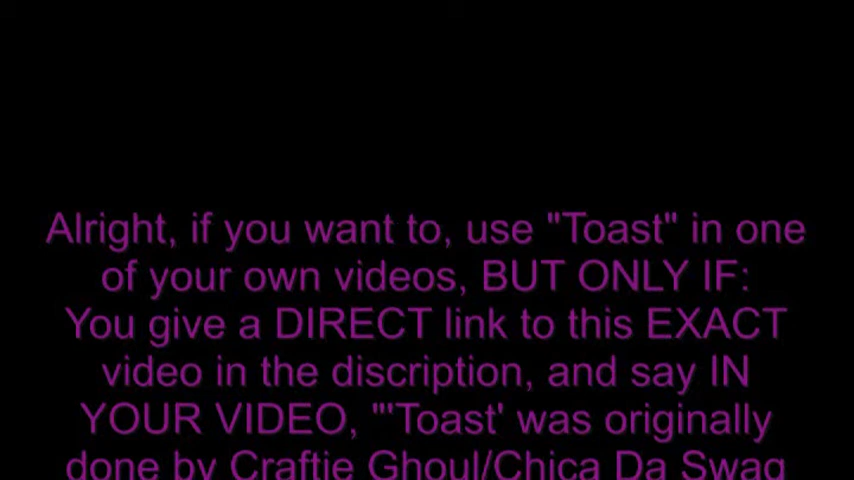 Alright, if you want to, use "Toast" in one
of your own videos, BUT ONLY IF:
You give a DIRECT link to this EXACT
video in the discription, and say IN
YOUR VIDEO, "'Toast' was originally
done by Craftie Ghoul/Chica Da Swag